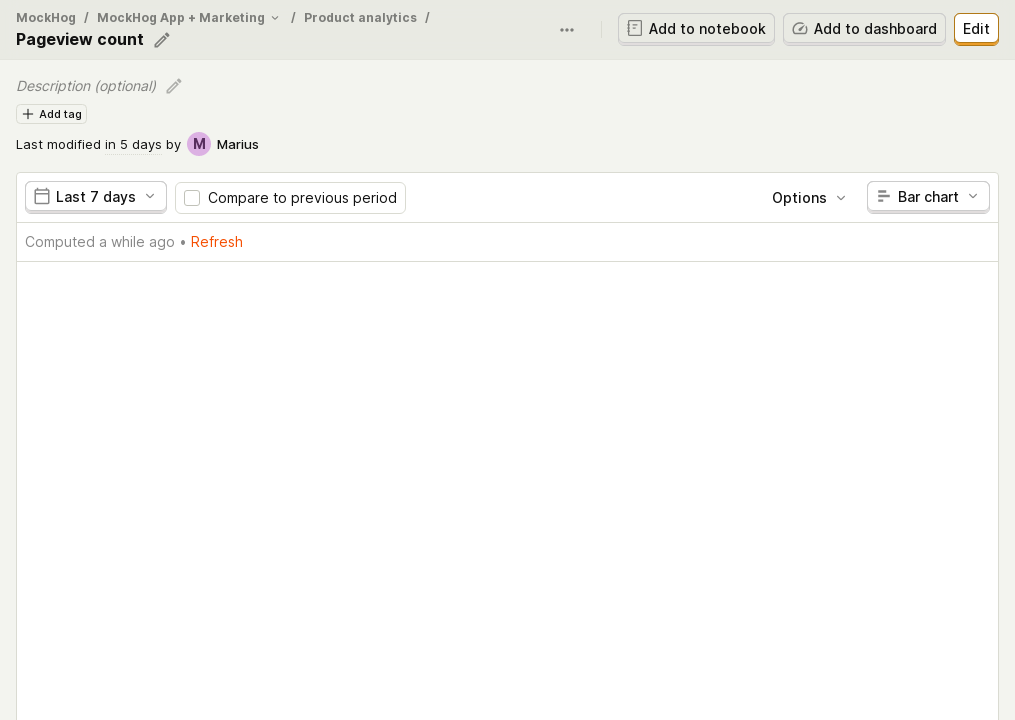 MockHog / MockHog App + Marketing / Product analytics /
Pageview count
Add to notebook
Add to dashboard
Edit
Description (optional)
Add tag
Last modified in 5 days by M Marius
Last 7 days
Compare to previous period
Options
Bar chart
Computed a while ago • Refresh